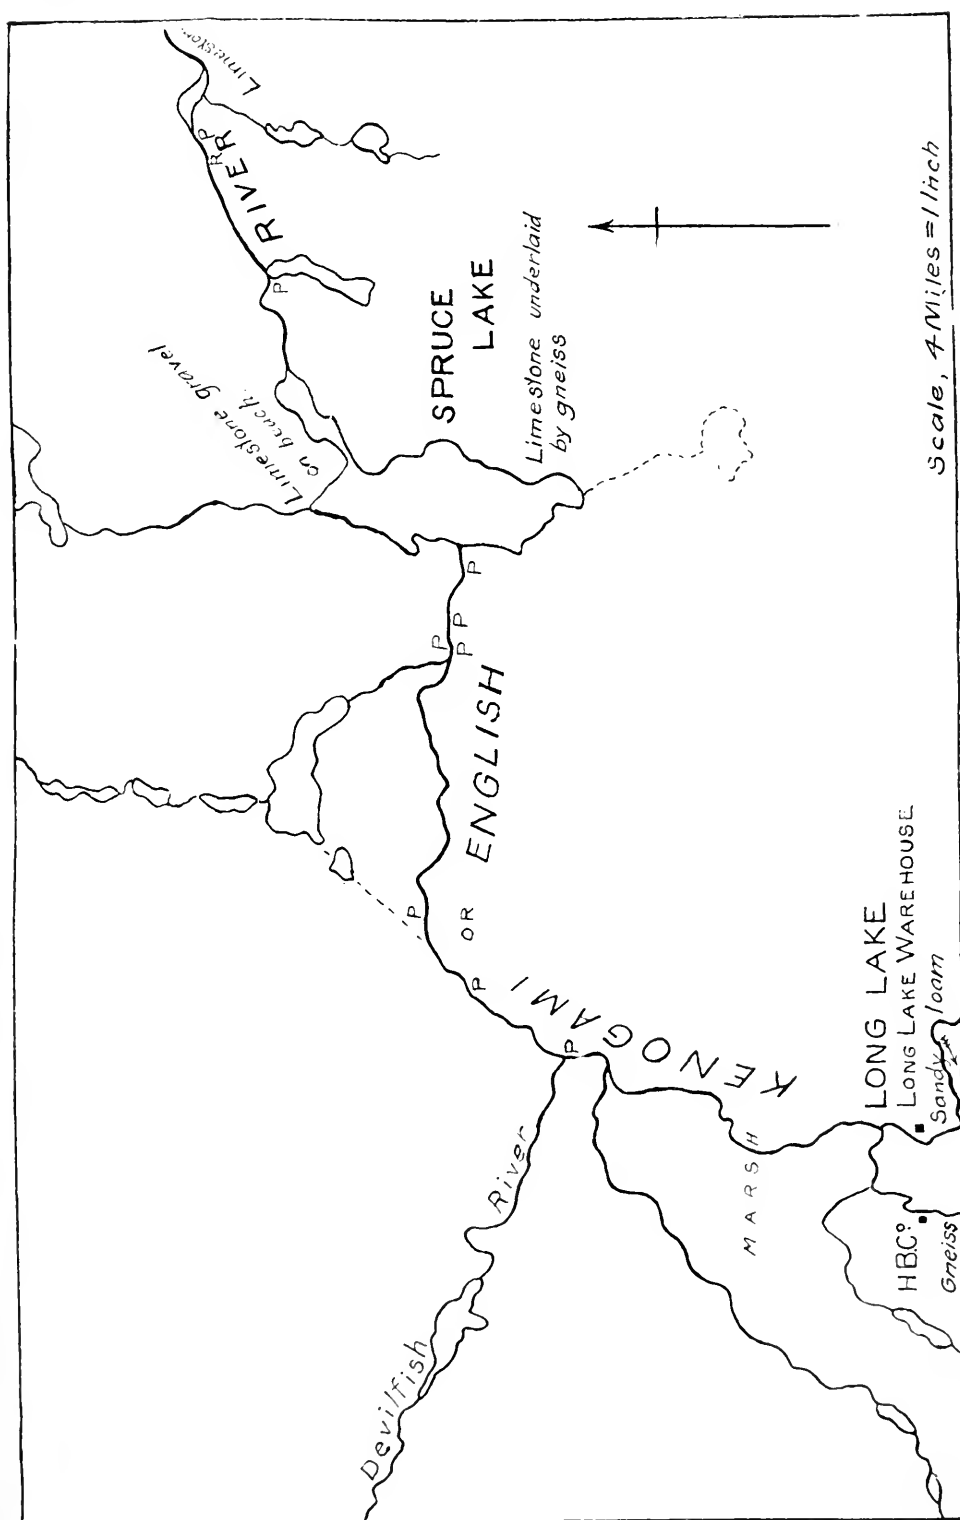 Limeston
RIVER
R
P
P
Limestone gravel
on beach.
SPRUCE
LAKE
Limestone underlaid
by gneiss
P
P
P
P
KENOGAMI OR ENGLISH
P
P
P
Devilfish River
MARSH
LONG LAKE
LONG LAKE WAREHOUSE
Sandy loam
H.B.Cº.
Gneiss
Scale, 4 Miles = 1 Inch